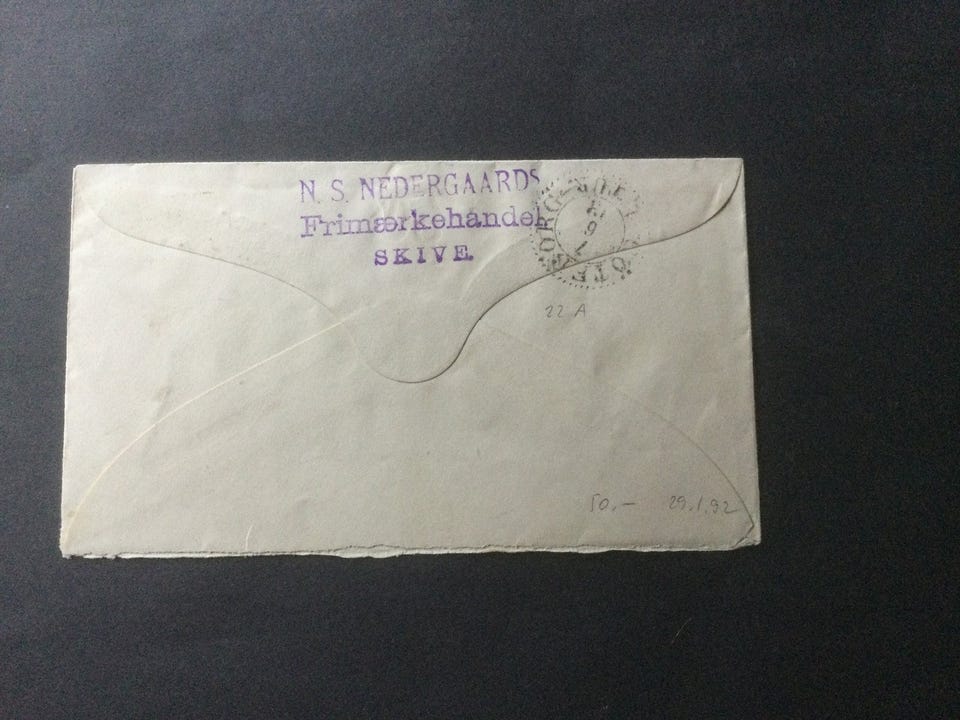 N. S. NEDERGAARDS
Frimærkehandel
SKIVE.
22 A
50,- 29.1.92